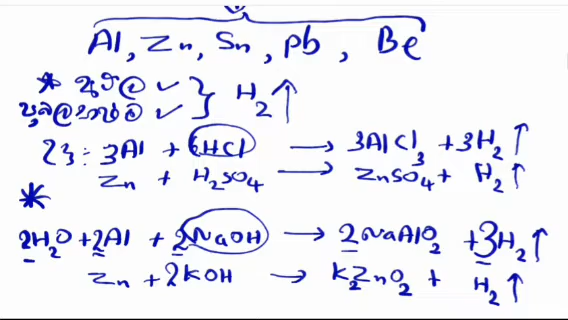 Al, Zn, Sn, Pb, Be
* ✓ } H₂↑
✓
3Al + 6HCl → 3AlCl₃ + 3H₂↑
Zn + H₂SO₄ → ZnSO₄ + H₂↑
*
2H₂O + 2Al + 2NaOH → 2NaAlO₂ + 3H₂↑
Zn + 2KOH → K₂ZnO₂ + H₂↑